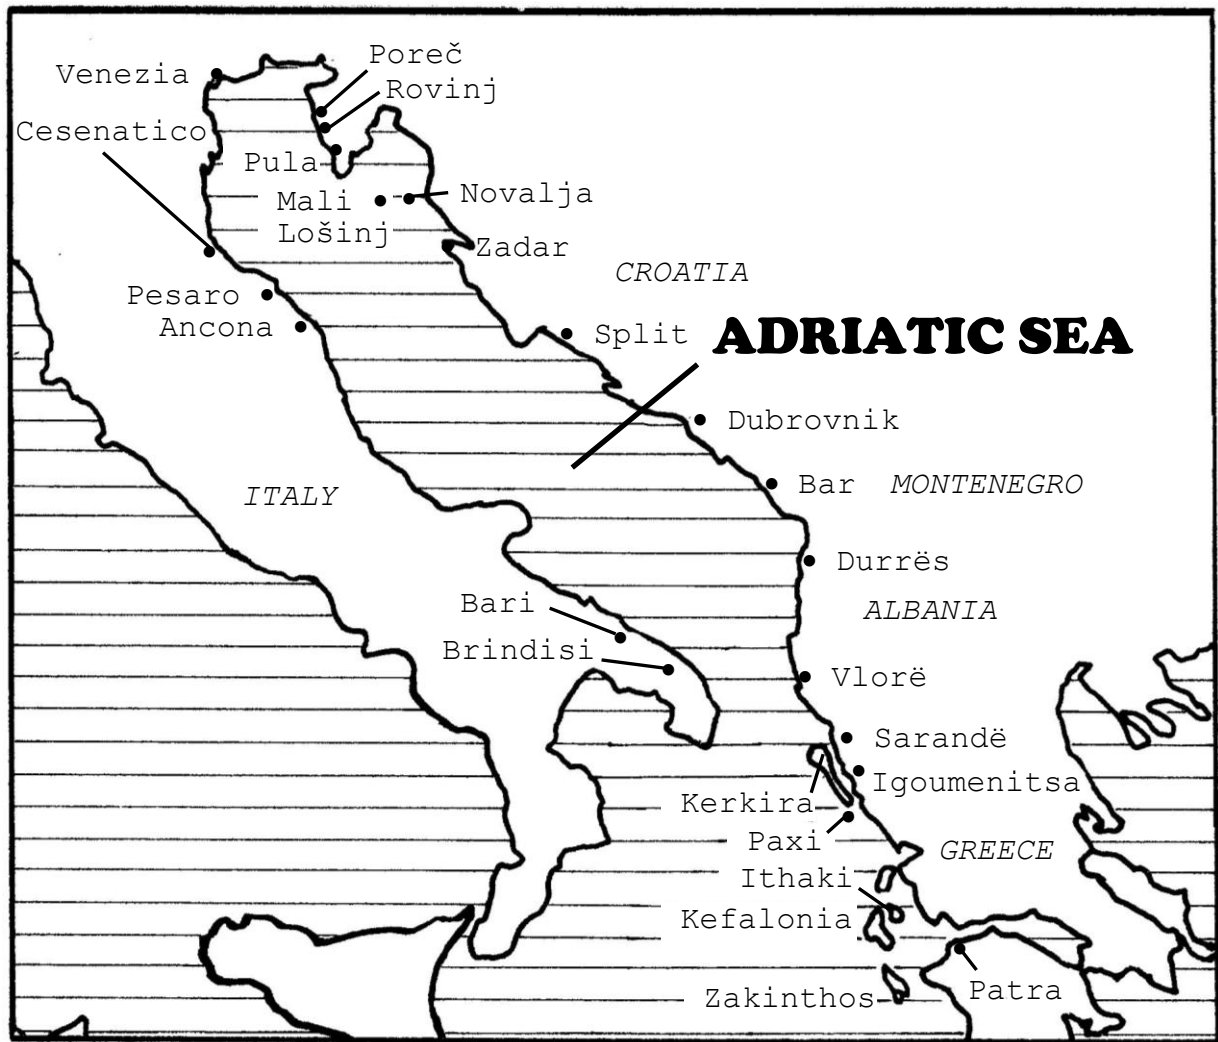 Poreč
Venezia
Rovinj
Cesenatico
Pula
Mali
Lošinj
Novalja
Zadar
CROATIA
Pesaro
Ancona
Split
ADRIATIC SEA
Dubrovnik
ITALY
Bar
MONTENEGRO
Durrës
Bari
ALBANIA
Brindisi
Vlorë
Sarandë
Igoumenitsa
Kerkira
Paxi
GREECE
Ithaki
Kefalonia
Zakinthos
Patra